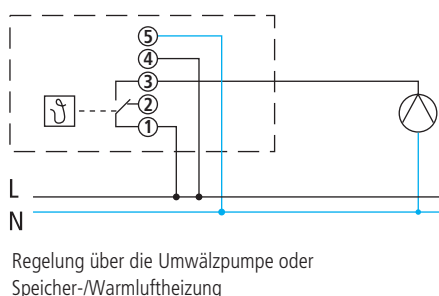 5
4
3
2
1
ϑ
L
N
Regelung über die Umwälzpumpe oder
Speicher-/Warmluftheizung